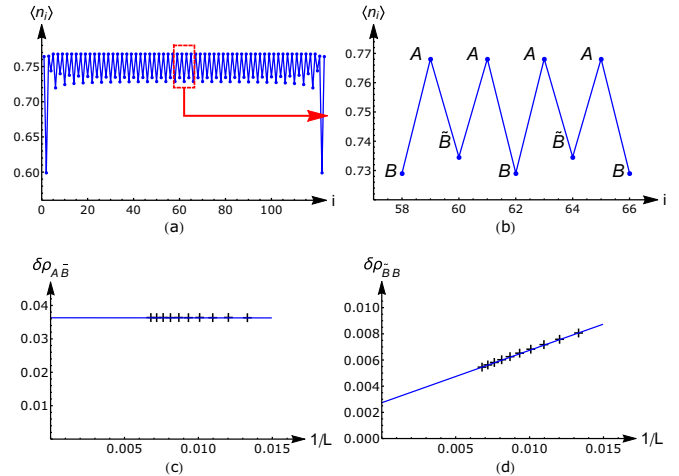 ⟨nᵢ⟩
0.75
0.70
0.65
0.60
0 20 40 60 80 100
i
(a)
⟨nᵢ⟩
0.77
0.76
0.75
0.74
0.73
A A A A
B̃ B̃
B B B
58 60 62 64 66
i
(b)
δρ_{A B̄}
0.04
0.03
0.02
0.01
0.005 0.010 0.015
1/L
(c)
δρ_{B̃ B}
0.010
0.008
0.006
0.004
0.002
0.000
0.005 0.010 0.015
1/L
(d)